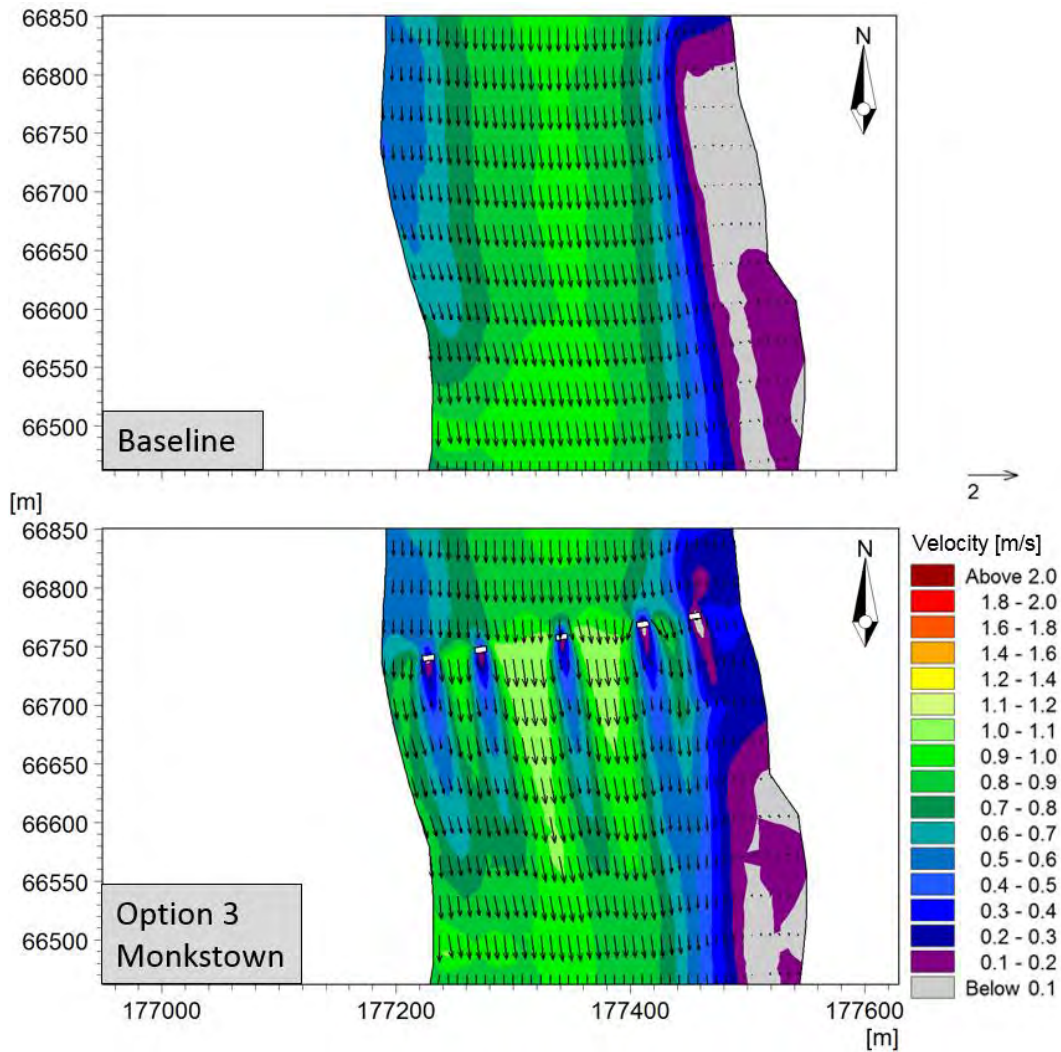 66850
66800
66750
66700
66650
66600
66550
66500
N
Baseline
2
[m]
66850
66800
66750
66700
66650
66600
66550
66500
N
Option 3
Monkstown
177000
177200
177400
177600
[m]
Velocity [m/s]
Above 2.0
1.8 - 2.0
1.6 - 1.8
1.4 - 1.6
1.2 - 1.4
1.1 - 1.2
1.0 - 1.1
0.9 - 1.0
0.8 - 0.9
0.7 - 0.8
0.6 - 0.7
0.5 - 0.6
0.4 - 0.5
0.3 - 0.4
0.2 - 0.3
0.1 - 0.2
Below 0.1